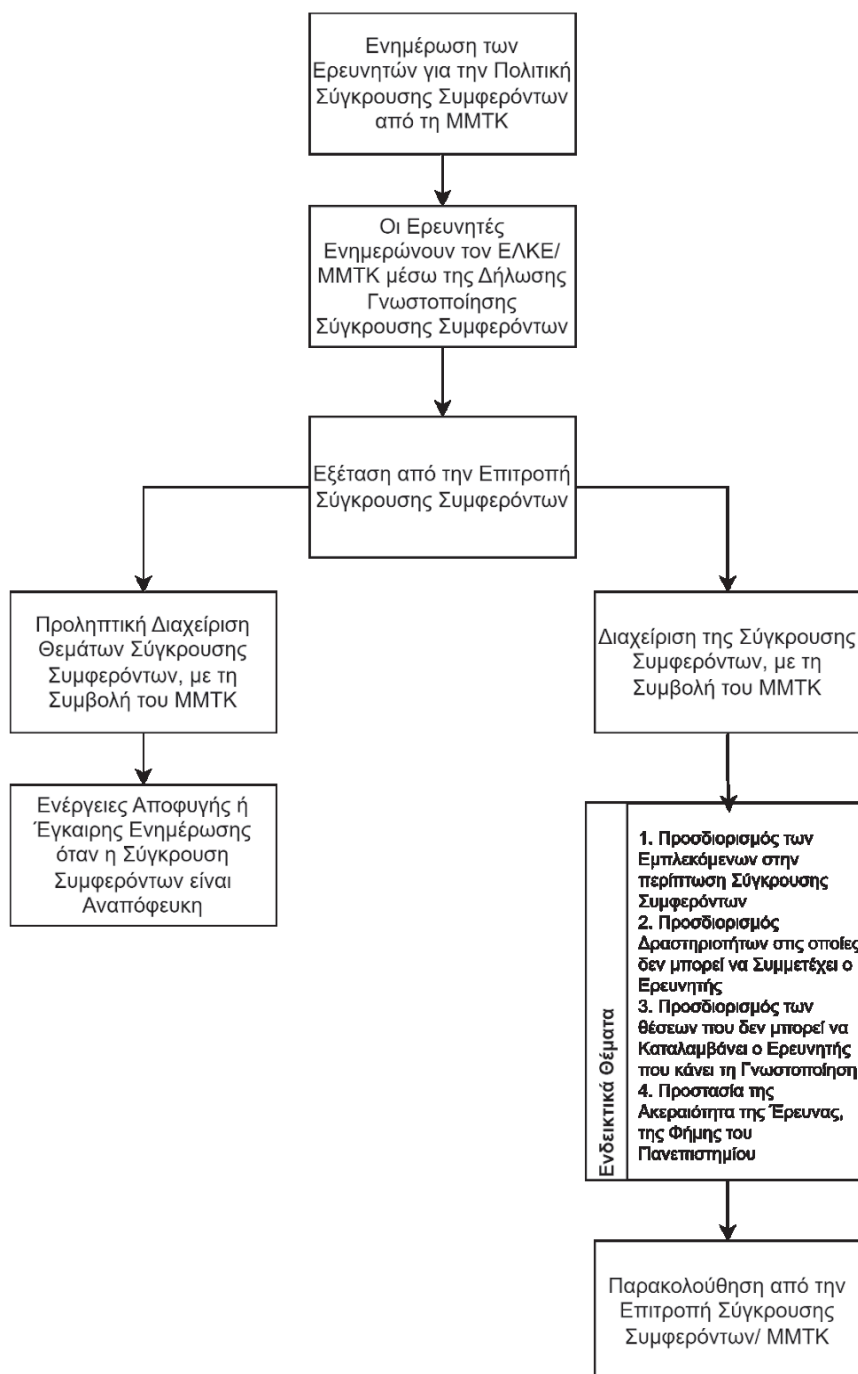 Ενημέρωση των
Ερευνητών για την Πολιτική
Σύγκρουσης Συμφερόντων
από τη ΜΜΤΚ
Οι Ερευνητές
Ενημερώνουν τον ΕΛΚΕ/
ΜΜΤΚ μέσω της Δήλωσης
Γνωστοποίησης
Σύγκρουσης Συμφερόντων
Εξέταση από την Επιτροπή
Σύγκρουσης Συμφερόντων
Προληπτική Διαχείριση
Θεμάτων Σύγκρουσης
Συμφερόντων, με τη
Συμβολή του ΜΜΤΚ
Ενέργειες Αποφυγής ή
Έγκαιρης Ενημέρωσης
όταν η Σύγκρουση
Συμφερόντων είναι
Αναπόφευκη
Διαχείριση της Σύγκρουσης
Συμφερόντων, με τη
Συμβολή του ΜΜΤΚ
Ενδεικτικά Θέματα
1. Προσδιορισμός των
Εμπλεκόμενων στην
περίπτωση Σύγκρουσης
Συμφερόντων
2. Προσδιορισμός
Δραστηριοτήτων στις οποίες
δεν μπορεί να Συμμετέχει ο
Ερευνητής
3. Προσδιορισμός των
θέσεων που δεν μπορεί να
Καταλαμβάνει ο Ερευνητής
που κάνει τη Γνωστοποίηση
4. Προστασία της
Ακεραιότητα της Έρευνας,
της Φήμης του
Πανεπιστημίου
Παρακολούθηση από την
Επιτροπή Σύγκρουσης
Συμφερόντων/ ΜΜΤΚ